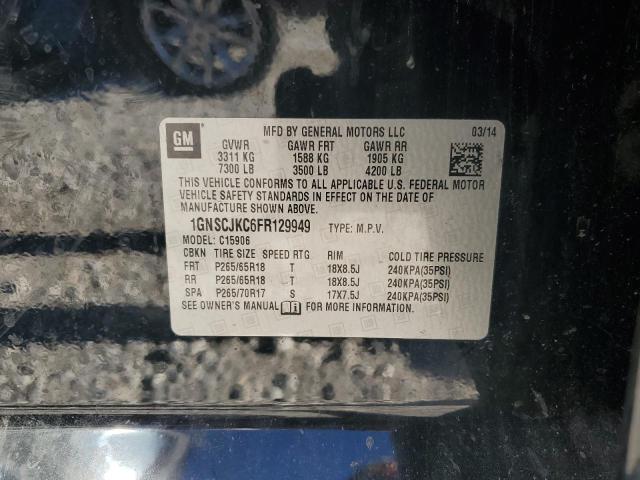 GM
MFD BY GENERAL MOTORS LLC 03/14
GVWR GAWR FRT GAWR RR
3311 KG 1588 KG 1905 KG
7300 LB 3500 LB 4200 LB
THIS VEHICLE CONFORMS TO ALL APPLICABLE U.S. FEDERAL MOTOR
VEHICLE SAFETY STANDARDS IN EFFECT ON THE DATE OF
MANUFACTURE SHOWN ABOVE.
1GNSCJKC6FR129949 TYPE: M.P.V.
MODEL: C15906
CBKN TIRE SIZE SPEED RTG RIM COLD TIRE PRESSURE
FRT P265/65R18 T 18X8.5J 240KPA(35PSI)
RR P265/65R18 T 18X8.5J 240KPA(35PSI)
SPA P265/70R17 S 17X7.5J 240KPA(35PSI)
SEE OWNER'S MANUAL FOR MORE INFORMATION.